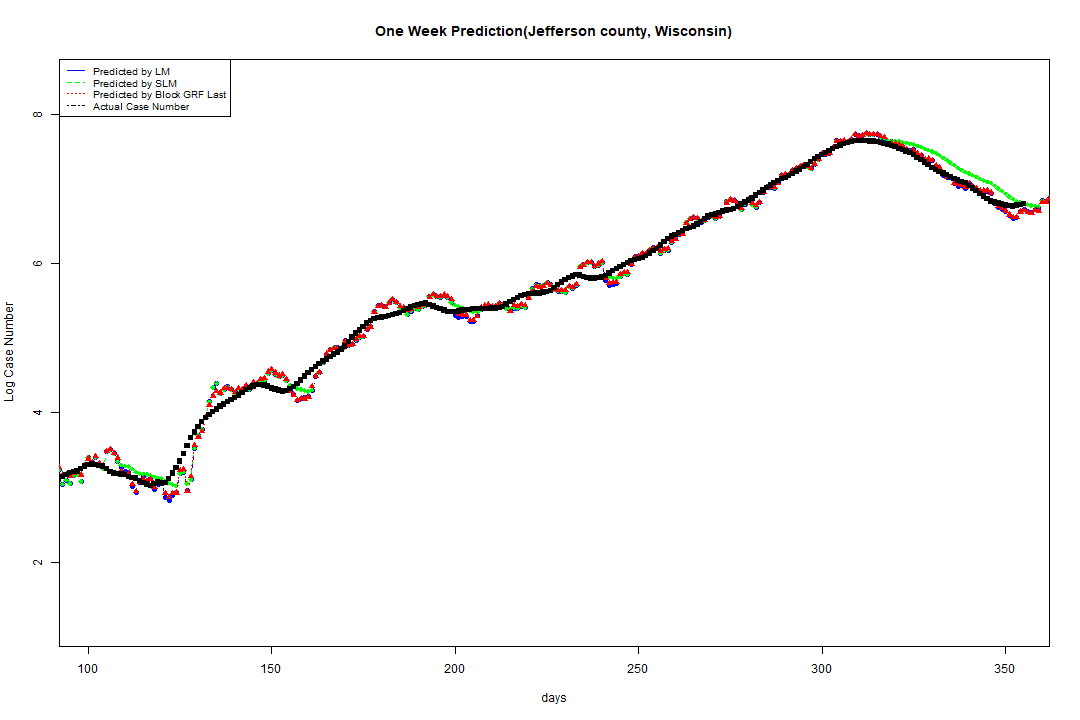 One Week Prediction(Jefferson county, Wisconsin)
Predicted by LM
Predicted by SLM
Predicted by Block GRF Last
Actual Case Number
8
6
4
2
Log Case Number
100 150 200 250 300 350
days